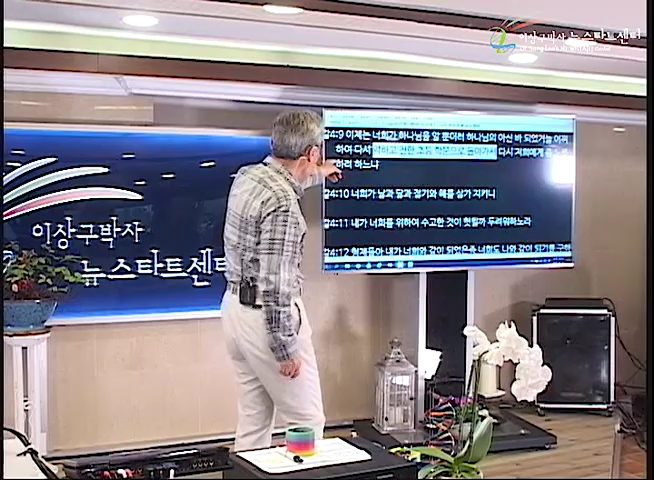 이상구박사 뉴스타트센터
이상구박사
뉴스타트센터
갈4:9 이제는 너희가 하나님을 알 뿐더러 하나님의 아신 바 되었거늘 어찌
하여 다시 약하고 천한 초등 학문으로 돌아가서 다시 저희에게
하려 하느냐
갈4:10 너희가 날과 달과 절기와 해를 삼가 지키니
갈4:11 내가 너희를 위하여 수고한 것이 헛될까 두려워하노라
갈4:12 형제들아 내가 너희와 같이 되었은즉 너희도 나와 같이 되기를 구하